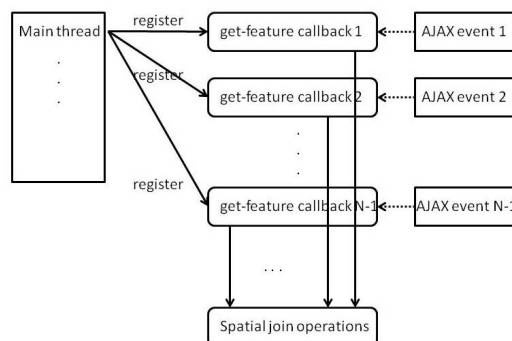 Main thread
.
.
.
register
get-feature callback 1
AJAX event 1
register
get-feature callback 2
AJAX event 2
.
.
.
register
get-feature callback N-1
AJAX event N-1
...
Spatial join operations